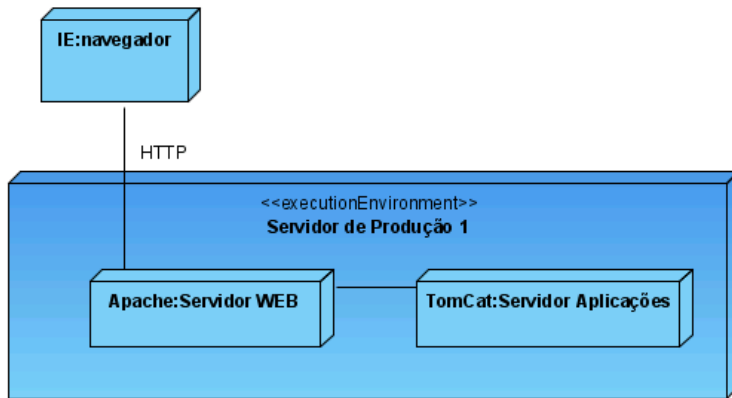 IE:navegador
HTTP
<<executionEnvironment>>
Servidor de Produção 1
Apache:Servidor WEB
TomCat:Servidor Aplicações